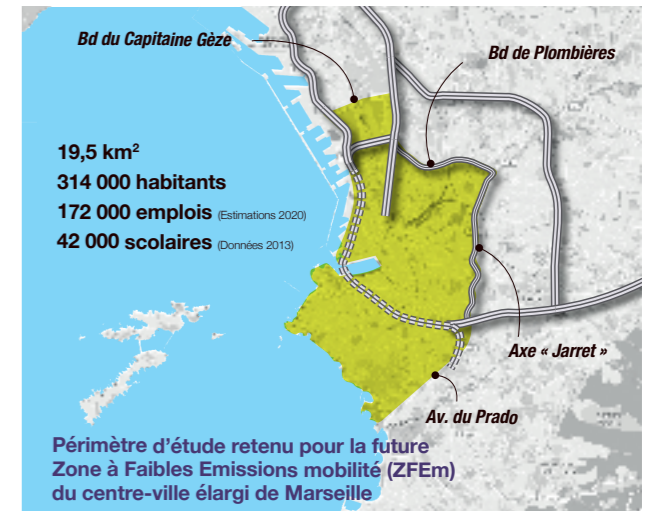 Bd du Capitaine Gèze
Bd de Plombières
19,5 km²
314 000 habitants
172 000 emplois (Estimations 2020)
42 000 scolaires (Données 2013)
Axe « Jarret »
Av. du Prado
Périmètre d'étude retenu pour la future
Zone à Faibles Emissions mobilité (ZFEm)
du centre-ville élargi de Marseille